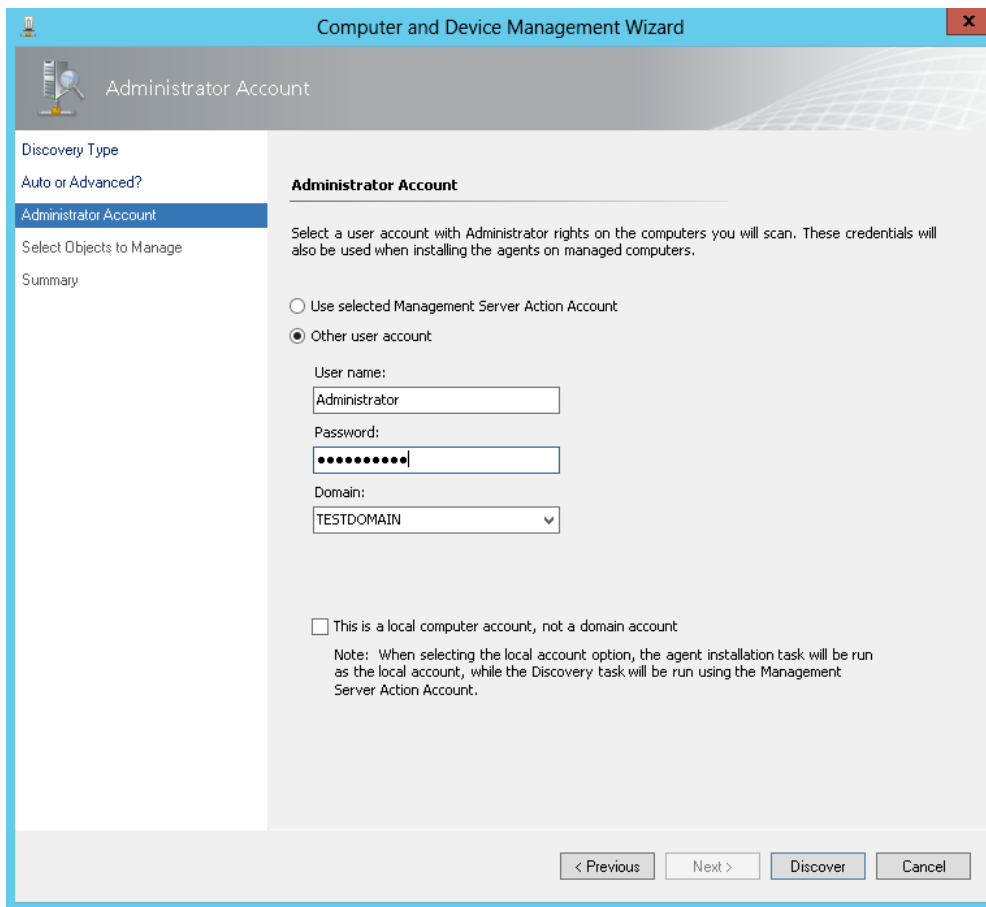 Computer and Device Management Wizard
x
Administrator Account
Discovery Type
Auto or Advanced?
Administrator Account
Select Objects to Manage
Summary
Administrator Account
Select a user account with Administrator rights on the computers you will scan. These credentials will
also be used when installing the agents on managed computers.
Use selected Management Server Action Account
Other user account
User name:
Administrator
Password:
●●●●●●●●●●
Domain:
TESTDOMAIN
This is a local computer account, not a domain account
Note: When selecting the local account option, the agent installation task will be run
as the local account, while the Discovery task will be run using the Management
Server Action Account.
< Previous
Next >
Discover
Cancel